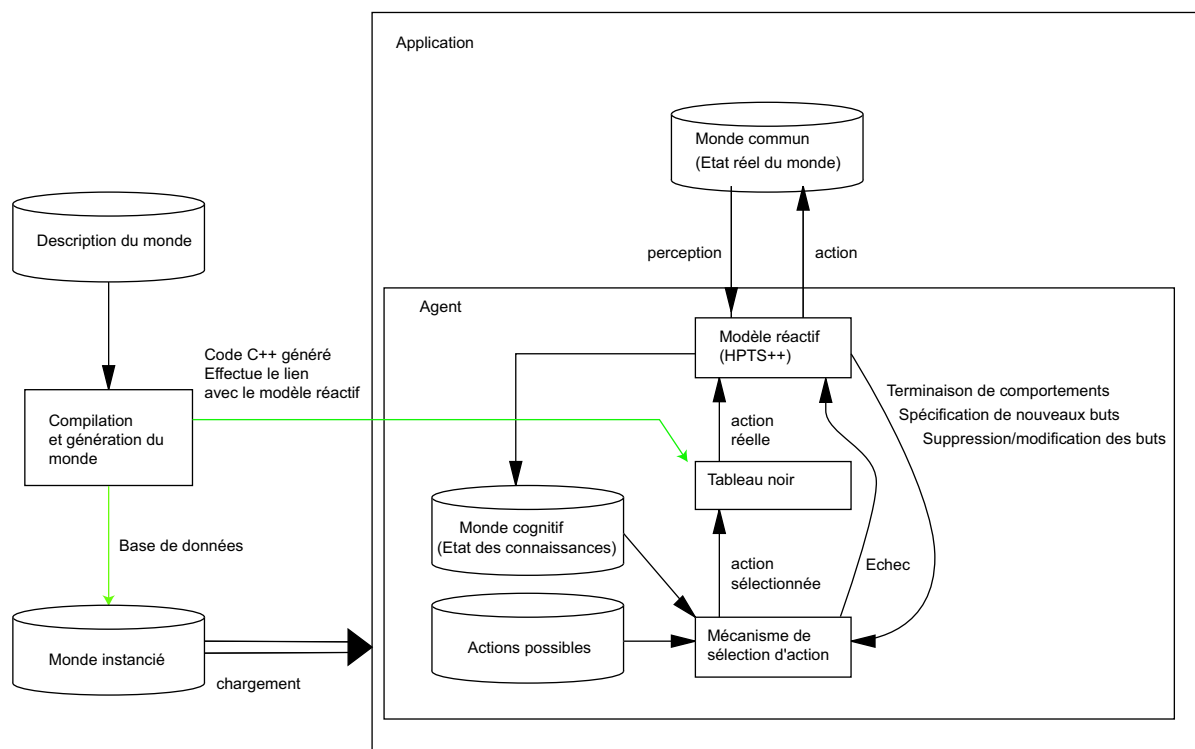 Application
Monde commun
(Etat réel du monde)
Description du monde
perception
action
Agent
Modèle réactif
(HPTS++)
Code C++ généré
Effectue le lien
avec le modèle réactif
Terminaison de comportements
Spécification de nouveaux buts
Suppression/modification des buts
Compilation
et génération du
monde
action
réelle
Tableau noir
Monde cognitif
(Etat des connaissances)
Base de données
action
sélectionnée
Echec
Actions possibles
Mécanisme de
sélection d'action
Monde instancié
chargement